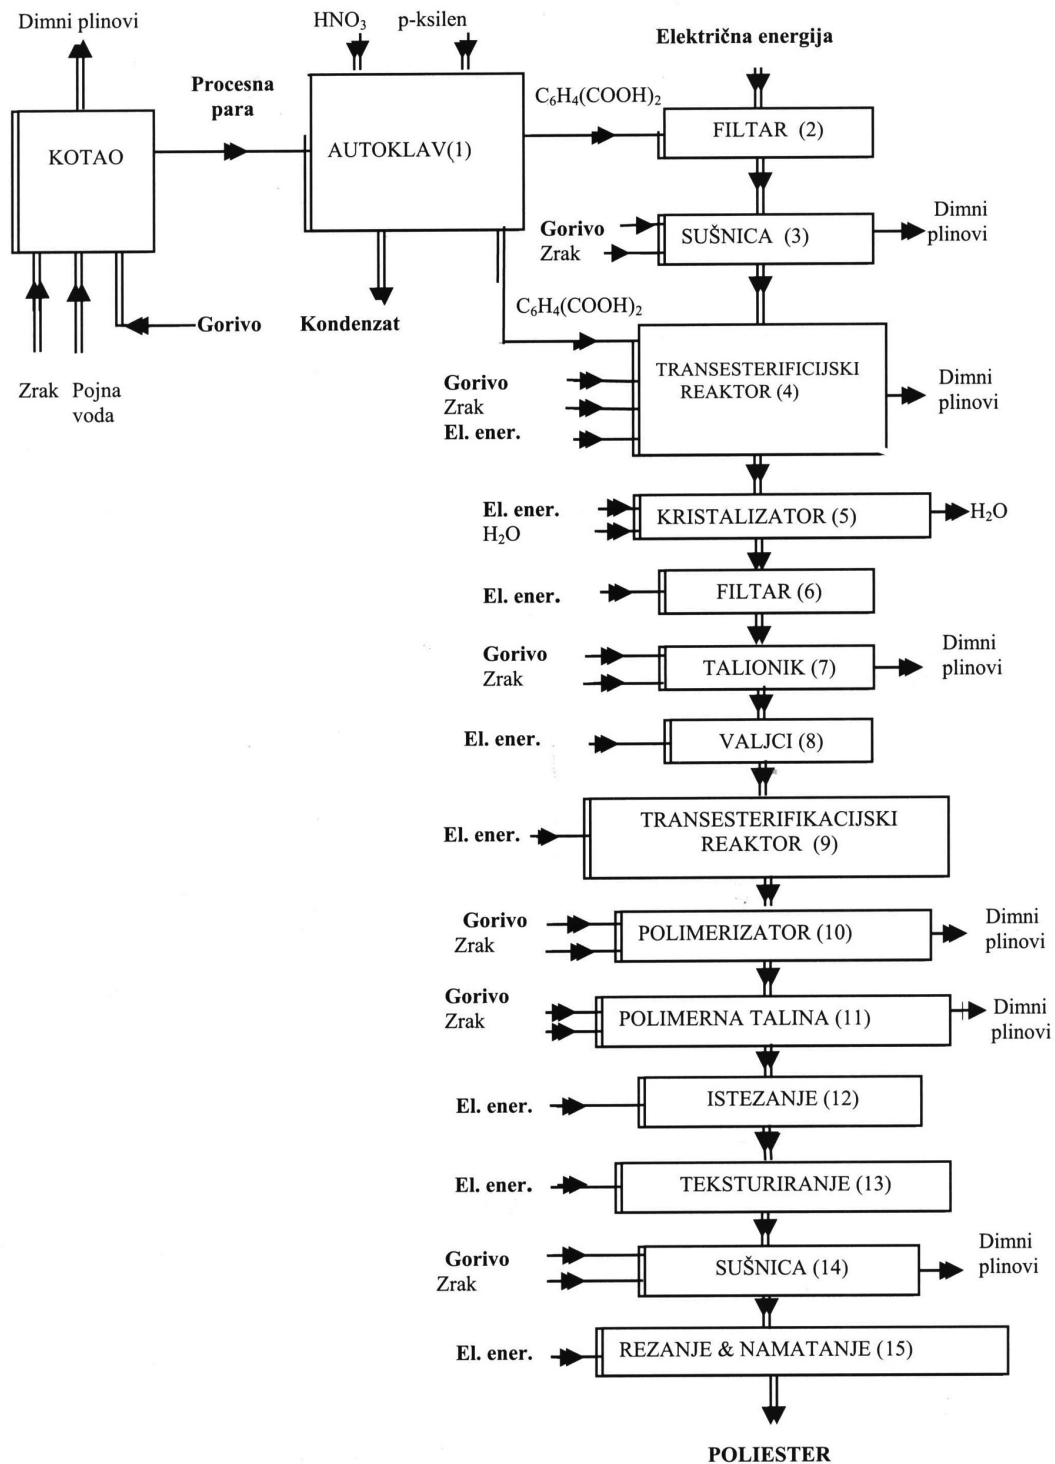 Dimni plinovi
HNO3
p-ksilen
Električna energija
Procesna
para
C6H4(COOH)2
KOTAO
AUTOKLAV(1)
FILTAR (2)
Gorivo
Zrak
SUŠNICA (3)
Dimni
plinovi
Gorivo
Kondenzat
C6H4(COOH)2
Zrak
Pojna
voda
Gorivo
Zrak
El. ener.
TRANSESTERIFICIJSKI
REAKTOR (4)
Dimni
plinovi
El. ener.
H2O
KRISTALIZATOR (5)
H2O
El. ener.
FILTAR (6)
Gorivo
Zrak
TALIONIK (7)
Dimni
plinovi
El. ener.
VALJCI (8)
El. ener.
TRANSESTERIFIKACIJSKI
REAKTOR (9)
Gorivo
Zrak
POLIMERIZATOR (10)
Dimni
plinovi
Gorivo
Zrak
POLIMERNA TALINA (11)
Dimni
plinovi
El. ener.
ISTEZANJE (12)
El. ener.
TEKSTURIRANJE (13)
Gorivo
Zrak
SUŠNICA (14)
Dimni
plinovi
El. ener.
REZANJE & NAMATANJE (15)
POLIESTER